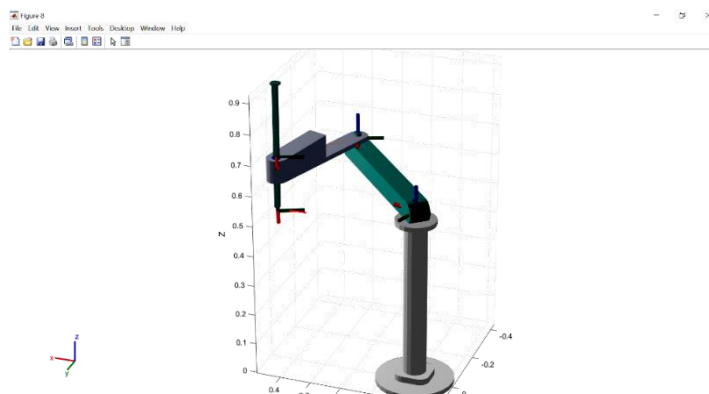 Figure 8
File Edit View Insert Tools Desktop Window Help
0.9
0.8
0.7
0.6
0.5
0.4
0.3
0.2
0.1
0
Z
-0.4
-0.2
0
0.4
z
x
y